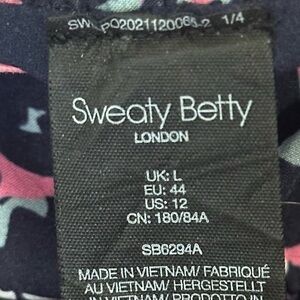 1/4
Sweaty Betty
LONDON
UK: L
EU: 44
US: 12
CN: 180/84A
SB6294A
MADE IN VIETNAM/ FABRIQUÉ
AU VIETNAM/ HERGESTELLT
IN VIETNAM/ PRODOTTO IN